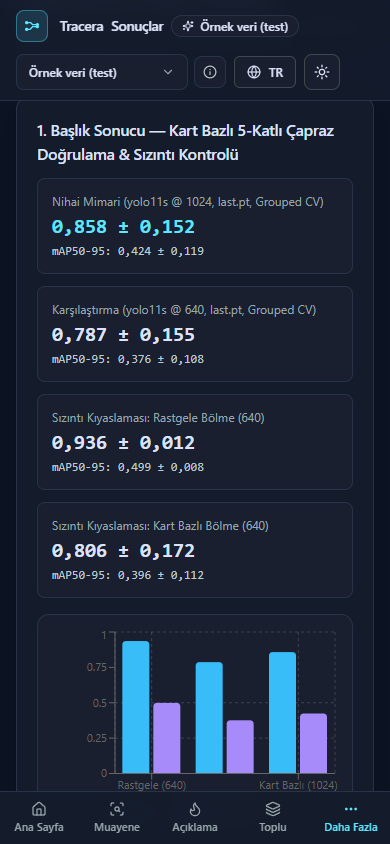 Tracera Sonuçlar Örnek veri (test)
Örnek veri (test) TR
1. Başlık Sonucu — Kart Bazlı 5-Katlı Çapraz
Doğrulama & Sızıntı Kontrolü
Nihai Mimari (yolo11s @ 1024, last.pt, Grouped CV)
0,858 ± 0,152
mAP50-95: 0,424 ± 0,119
Karşılaştırma (yolo11s @ 640, last.pt, Grouped CV)
0,787 ± 0,155
mAP50-95: 0,376 ± 0,108
Sızıntı Kıyaslaması: Rastgele Bölme (640)
0,936 ± 0,012
mAP50-95: 0,499 ± 0,008
Sızıntı Kıyaslaması: Kart Bazlı Bölme (640)
0,806 ± 0,172
mAP50-95: 0,396 ± 0,112
1
0.75
0.5
0.25
0
Rastgele (640) Kart Bazlı (1024)
Ana Sayfa Muayene Açıklama Toplu Daha Fazla